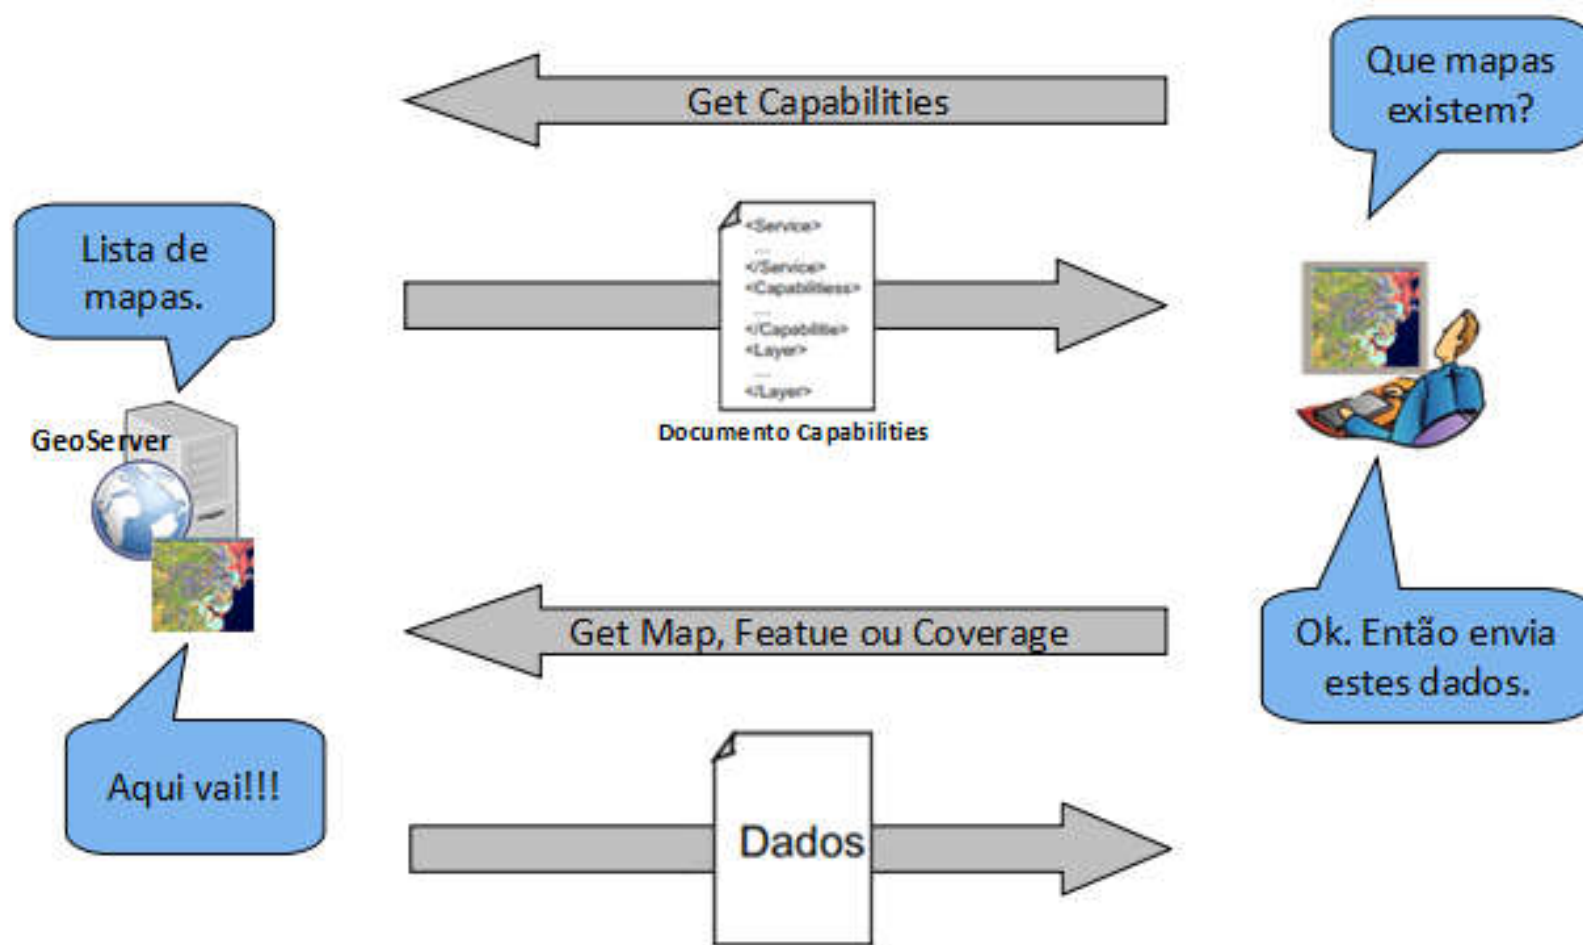 Get Capabilities
Que mapas
existem?
Lista de
mapas.
<Service>
...
</Service>
<Capabilitiess>
...
</Capabilitie>
<Layer>
...
</Layer>
Documento Capabilities
GeoServer
Get Map, Featue ou Coverage
Ok. Então envia
estes dados.
Aqui vai!!!
Dados